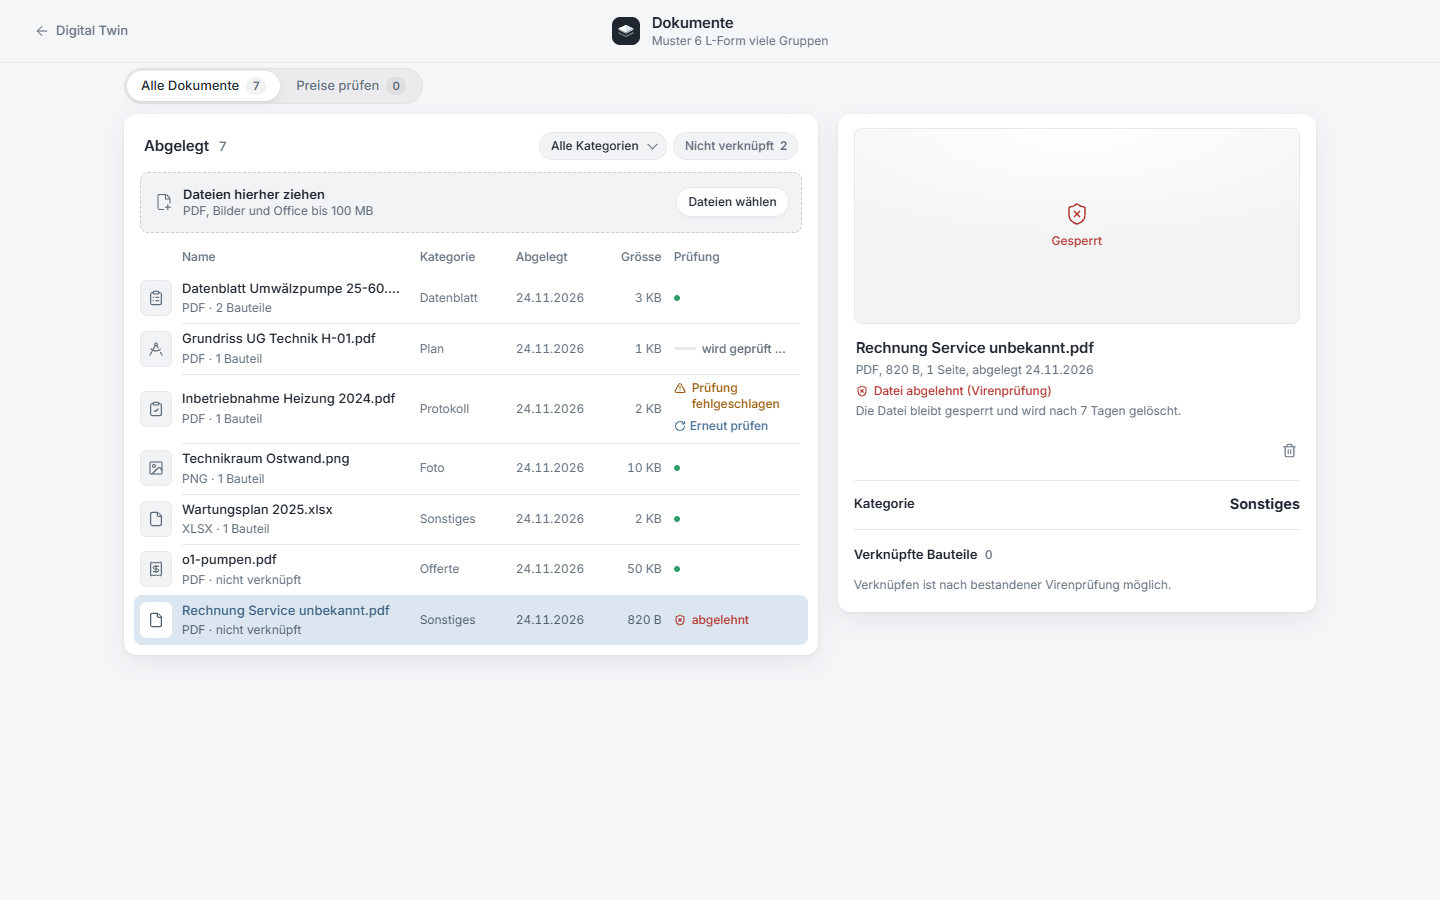 Digital Twin
Dokumente
Muster 6 L-Form viele Gruppen
Alle Dokumente 7
Preise prüfen 0
Abgelegt 7
Alle Kategorien
Nicht verknüpft 2
Dateien hierher ziehen
PDF, Bilder und Office bis 100 MB
Dateien wählen
Name Kategorie Abgelegt Grösse Prüfung
Datenblatt Umwälzpumpe 25-60....
PDF · 2 Bauteile
Datenblatt 24.11.2026 3 KB
Grundriss UG Technik H-01.pdf
PDF · 1 Bauteil
Plan 24.11.2026 1 KB wird geprüft ...
Inbetriebnahme Heizung 2024.pdf
PDF · 1 Bauteil
Protokoll 24.11.2026 2 KB
Prüfung
fehlgeschlagen
Erneut prüfen
Technikraum Ostwand.png
PNG · 1 Bauteil
Foto 24.11.2026 10 KB
Wartungsplan 2025.xlsx
XLSX · 1 Bauteil
Sonstiges 24.11.2026 2 KB
o1-pumpen.pdf
PDF · nicht verknüpft
Offerte 24.11.2026 50 KB
Rechnung Service unbekannt.pdf
PDF · nicht verknüpft
Sonstiges 24.11.2026 820 B abgelehnt
Gesperrt
Rechnung Service unbekannt.pdf
PDF, 820 B, 1 Seite, abgelegt 24.11.2026
Datei abgelehnt (Virenprüfung)
Die Datei bleibt gesperrt und wird nach 7 Tagen gelöscht.
Kategorie Sonstiges
Verknüpfte Bauteile 0
Verknüpfen ist nach bestandener Virenprüfung möglich.